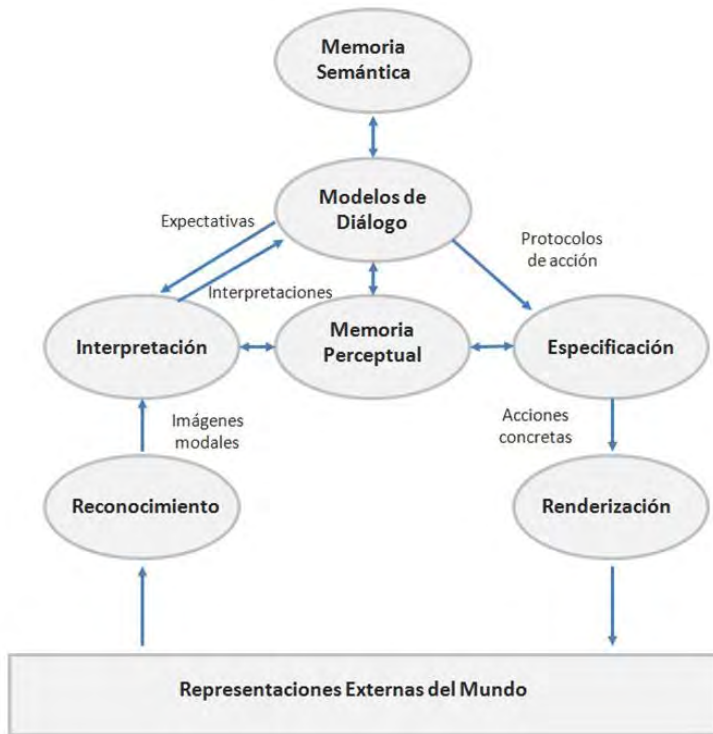 Memoria
Semántica
Modelos de
Diálogo
Expectativas
Protocolos
de acción
Interpretaciones
Interpretación
Memoria
Perceptual
Especificación
Imágenes
modales
Acciones
concretas
Reconocimiento
Renderización
Representaciones Externas del Mundo